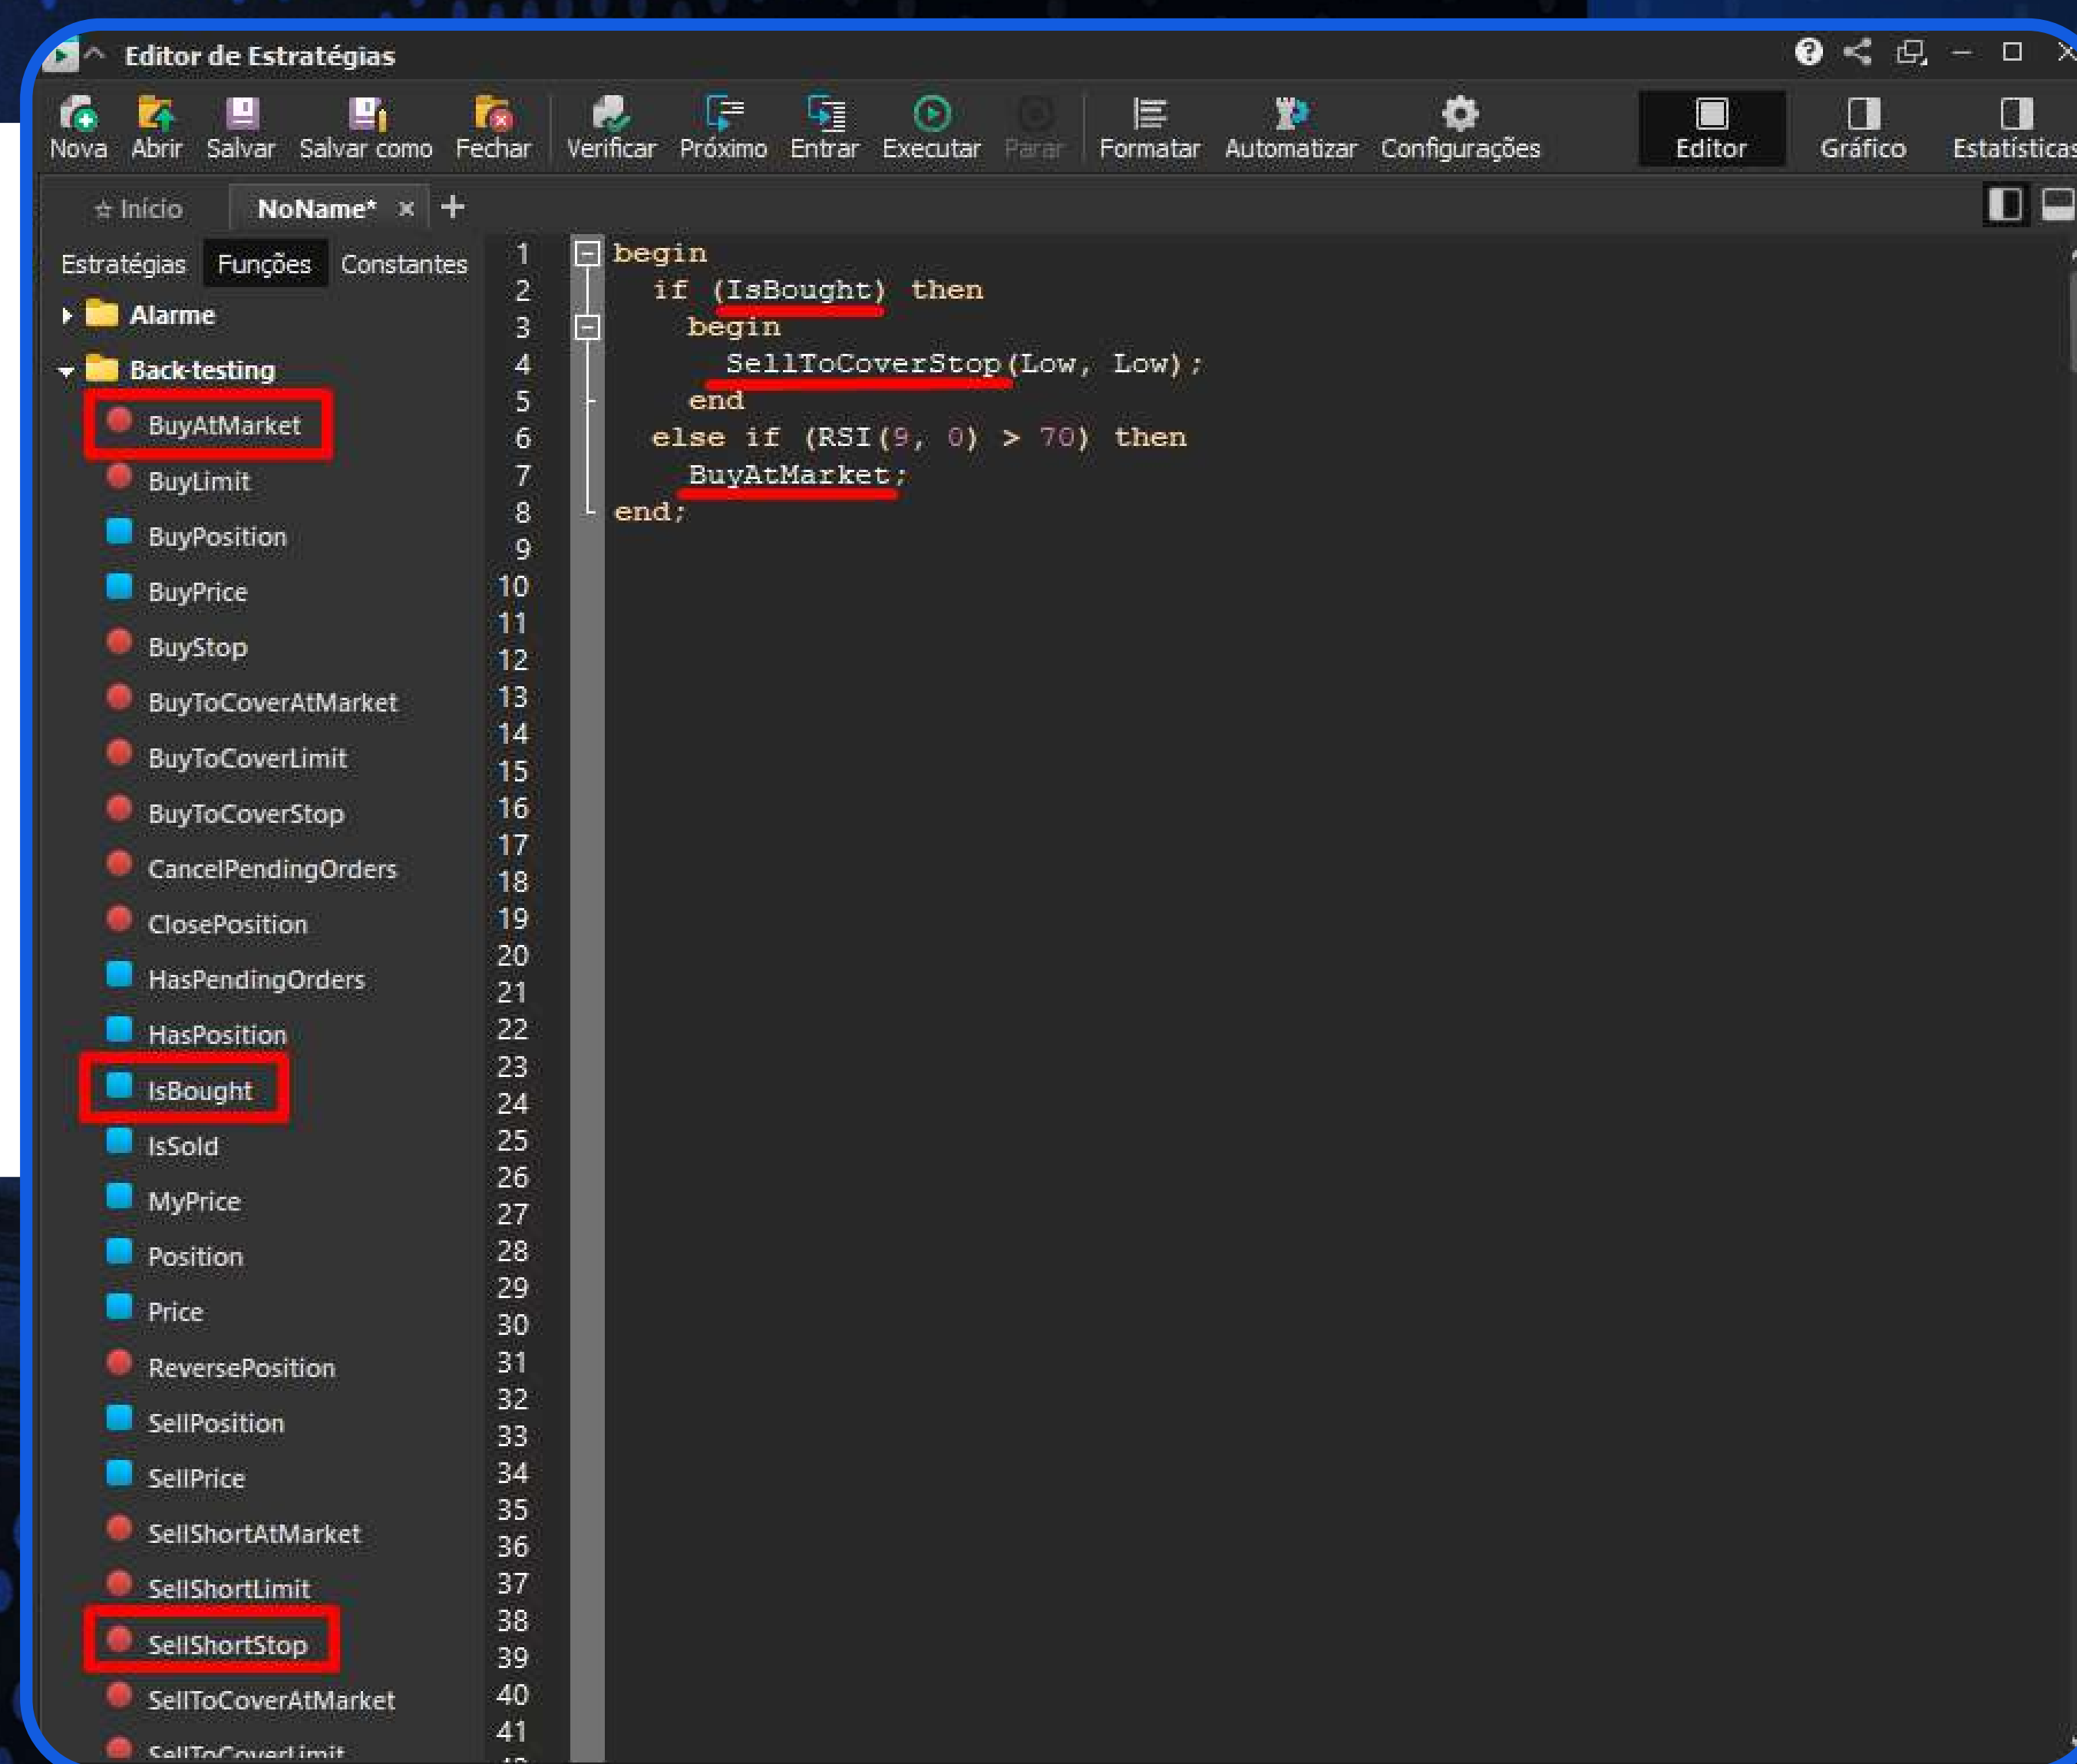 Editor de Estratégias
Nova Abrir Salvar Salvar como Fechar Verificar Próximo Entrar Executar Parar Formatar Automatizar Configurações Editor Gráfico Estatísticas
☆ Início NoName* × +
Estratégias Funções Constantes
Alarme
Back-testing
BuyAtMarket
BuyLimit
BuyPosition
BuyPrice
BuyStop
BuyToCoverAtMarket
BuyToCoverLimit
BuyToCoverStop
CancelPendingOrders
ClosePosition
HasPendingOrders
HasPosition
IsBought
IsSold
MyPrice
Position
Price
ReversePosition
SellPosition
SellPrice
SellShortAtMarket
SellShortLimit
SellShortStop
SellToCoverAtMarket
SellToCoverLimit
1 begin
2 if (IsBought) then
3 begin
4 SellToCoverStop(Low, Low);
5 end
6 else if (RSI(9, 0) > 70) then
7 BuyAtMarket;
8 end;
9
10
11
12
13
14
15
16
17
18
19
20
21
22
23
24
25
26
27
28
29
30
31
32
33
34
35
36
37
38
39
40
41